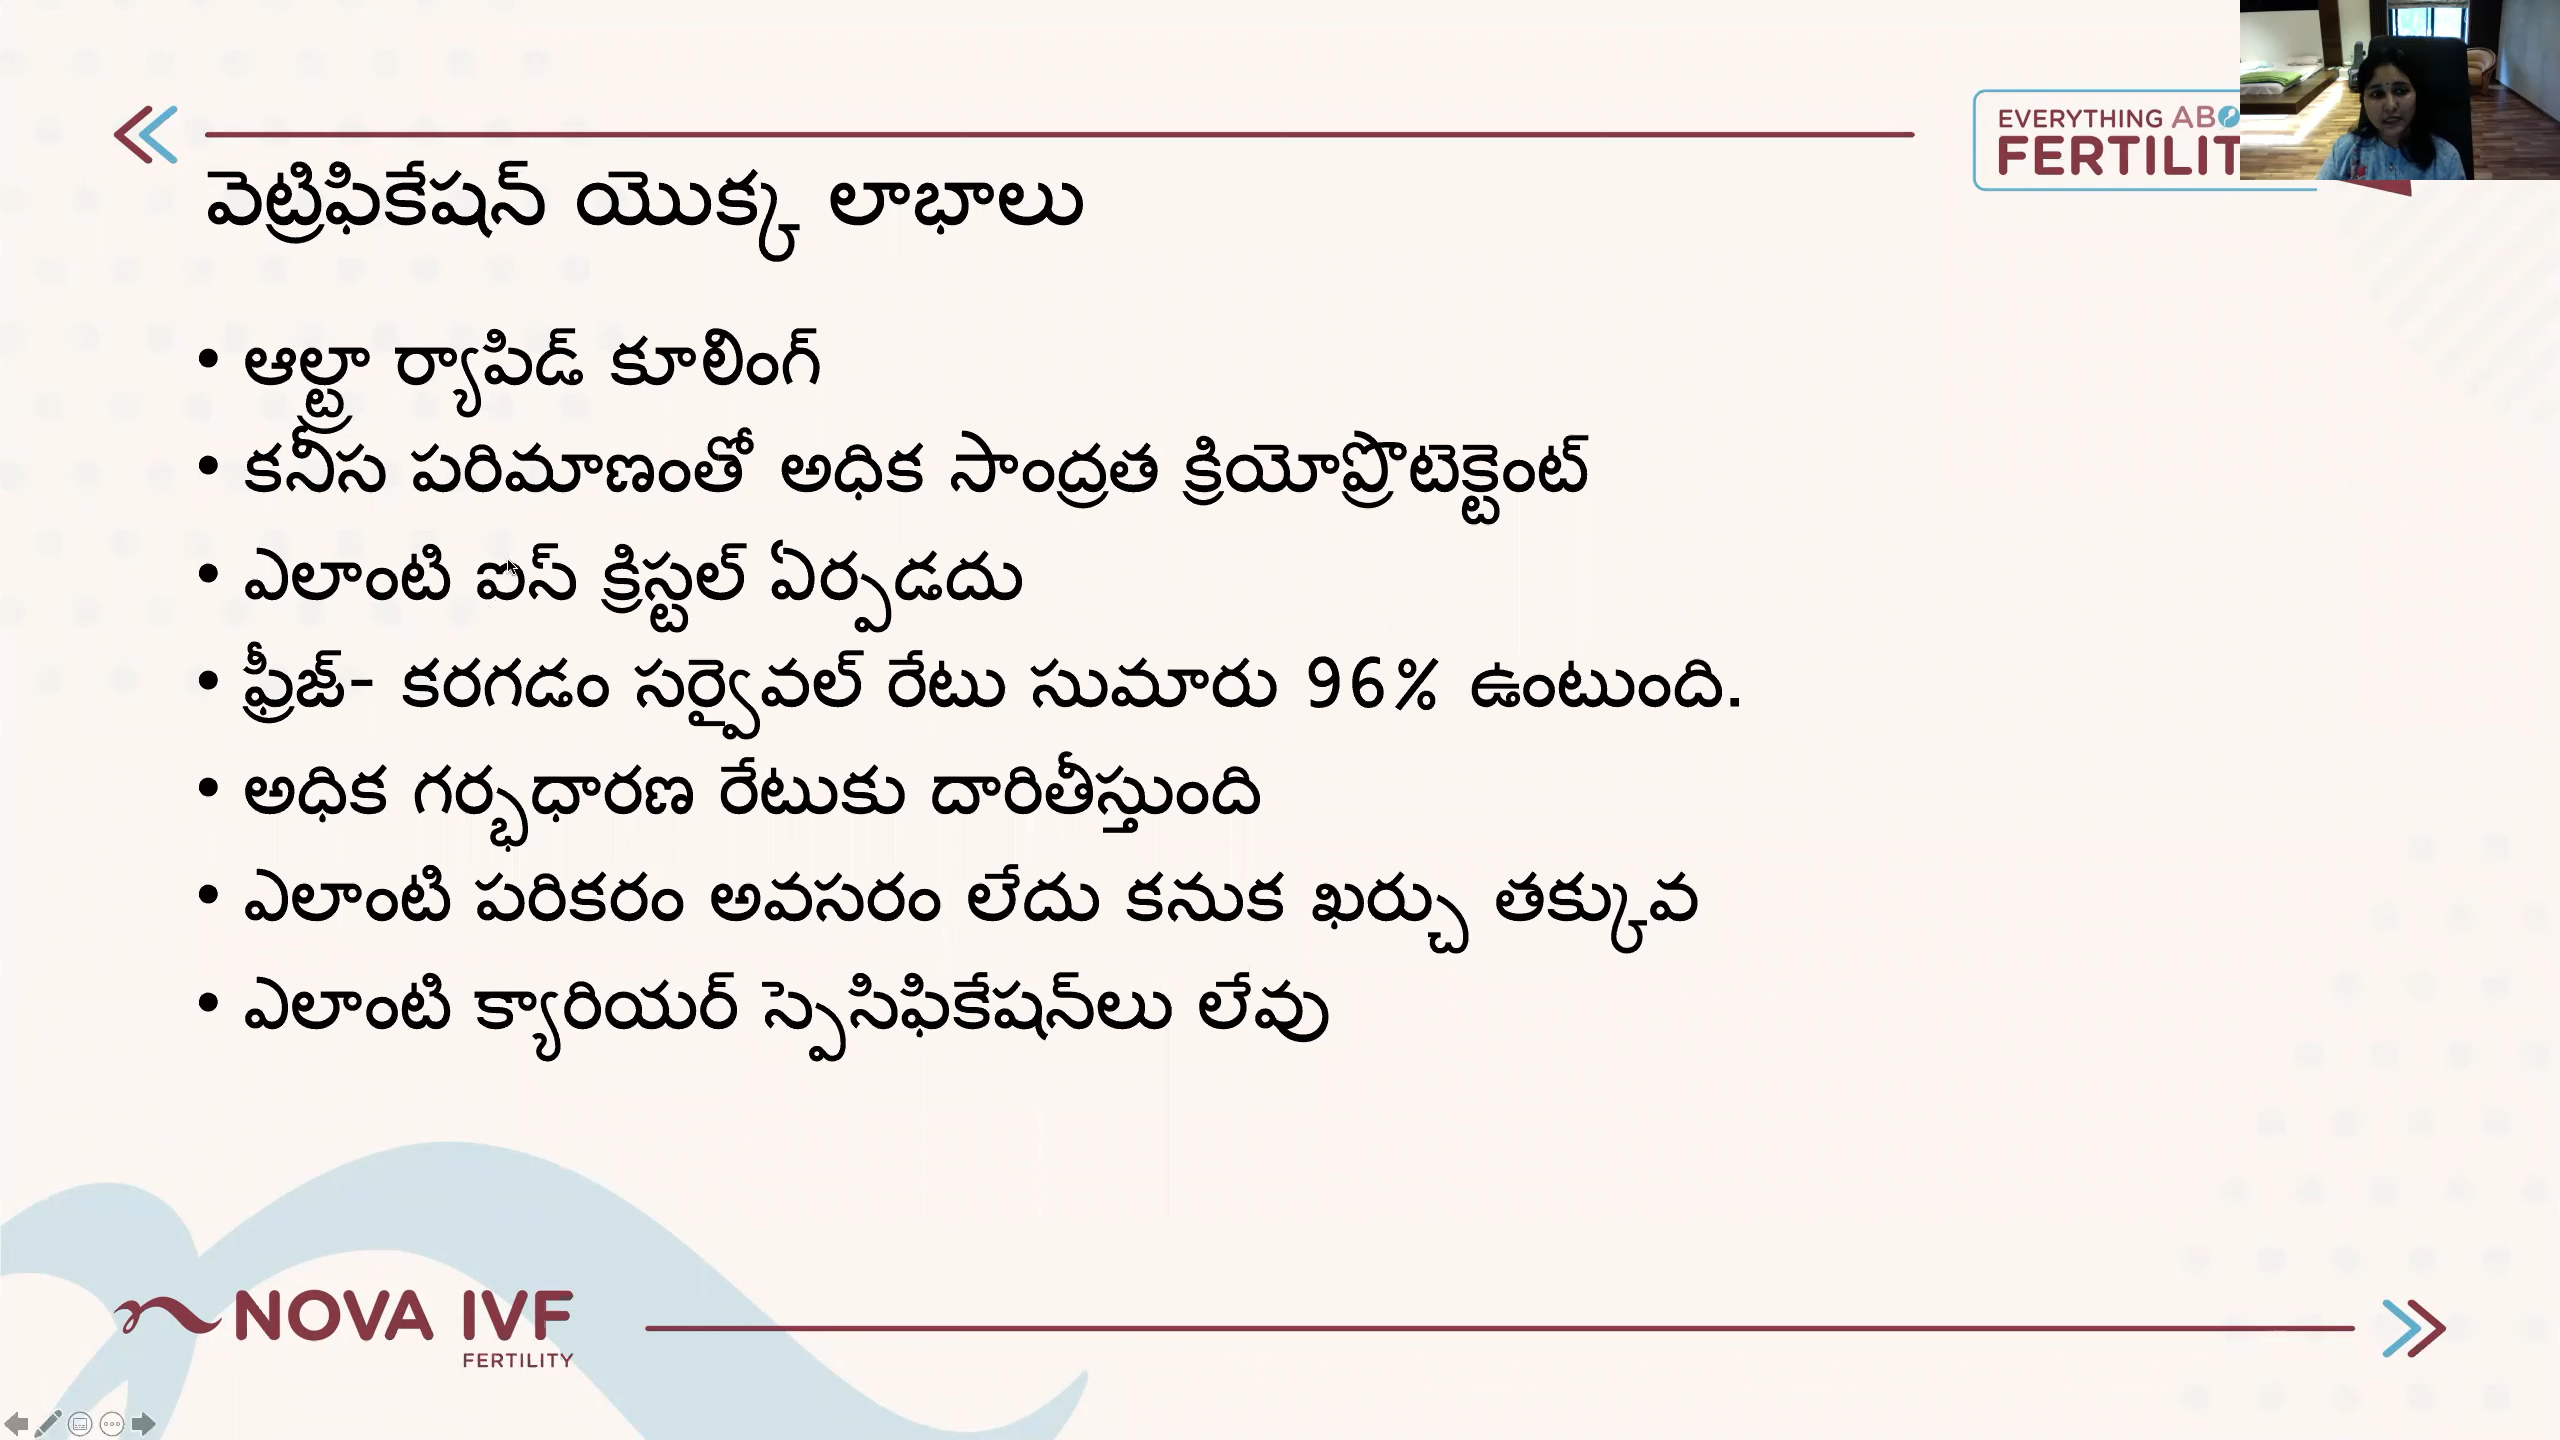 EVERYTHING
FERTILIT
వెట్రిఫికేషన్ యొక్క లాభాలు
• ఆల్ట్రా ర్యాపిడ్ కూలింగ్
• కనీస పరిమాణంతో అధిక సాంద్రత క్రియోప్రొటెక్టెంట్
• ఎలాంటి ఐస్ క్రిస్టల్ ఏర్పడదు
• ఫ్రీజ్- కరగడం సర్వైవల్ రేటు సుమారు 96% ఉంటుంది.
• అధిక గర్భధారణ రేటుకు దారితీస్తుంది
• ఎలాంటి పరికరం అవసరం లేదు కనుక ఖర్చు తక్కువ
• ఎలాంటి క్యారియర్ స్పెసిఫికేషన్‌లు లేవు
NOVA IVF
FERTILITY